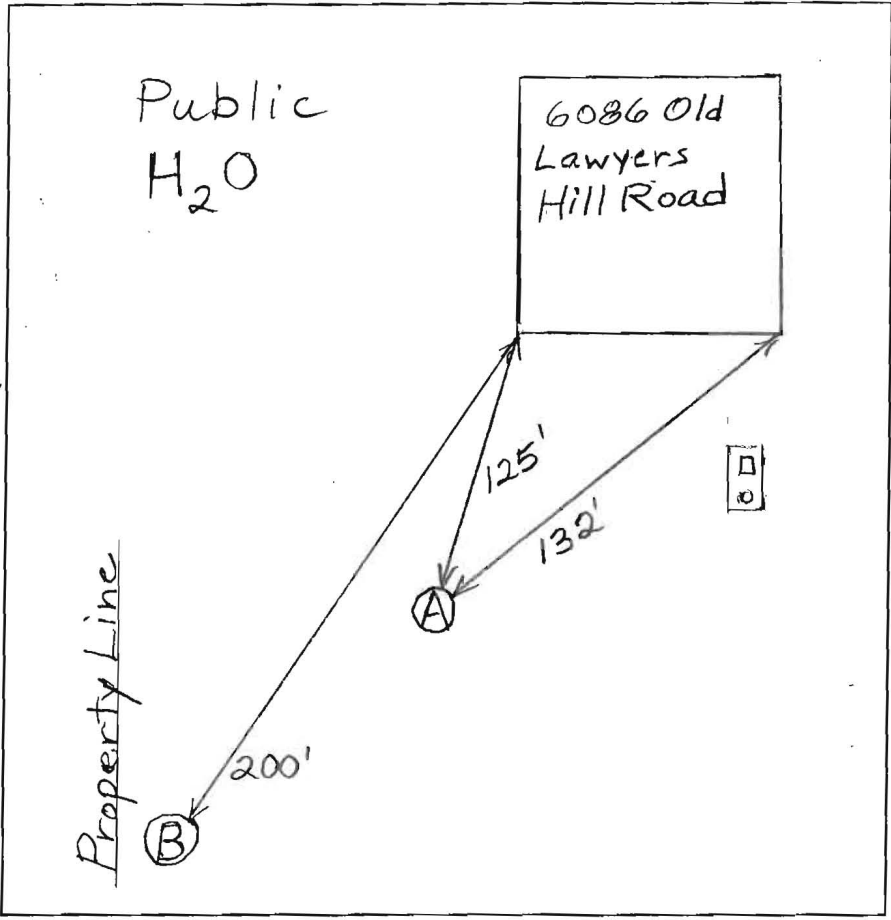 Public
H₂O
6086 Old
Lawyers
Hill Road
125'
132'
A
Property Line
200'
B